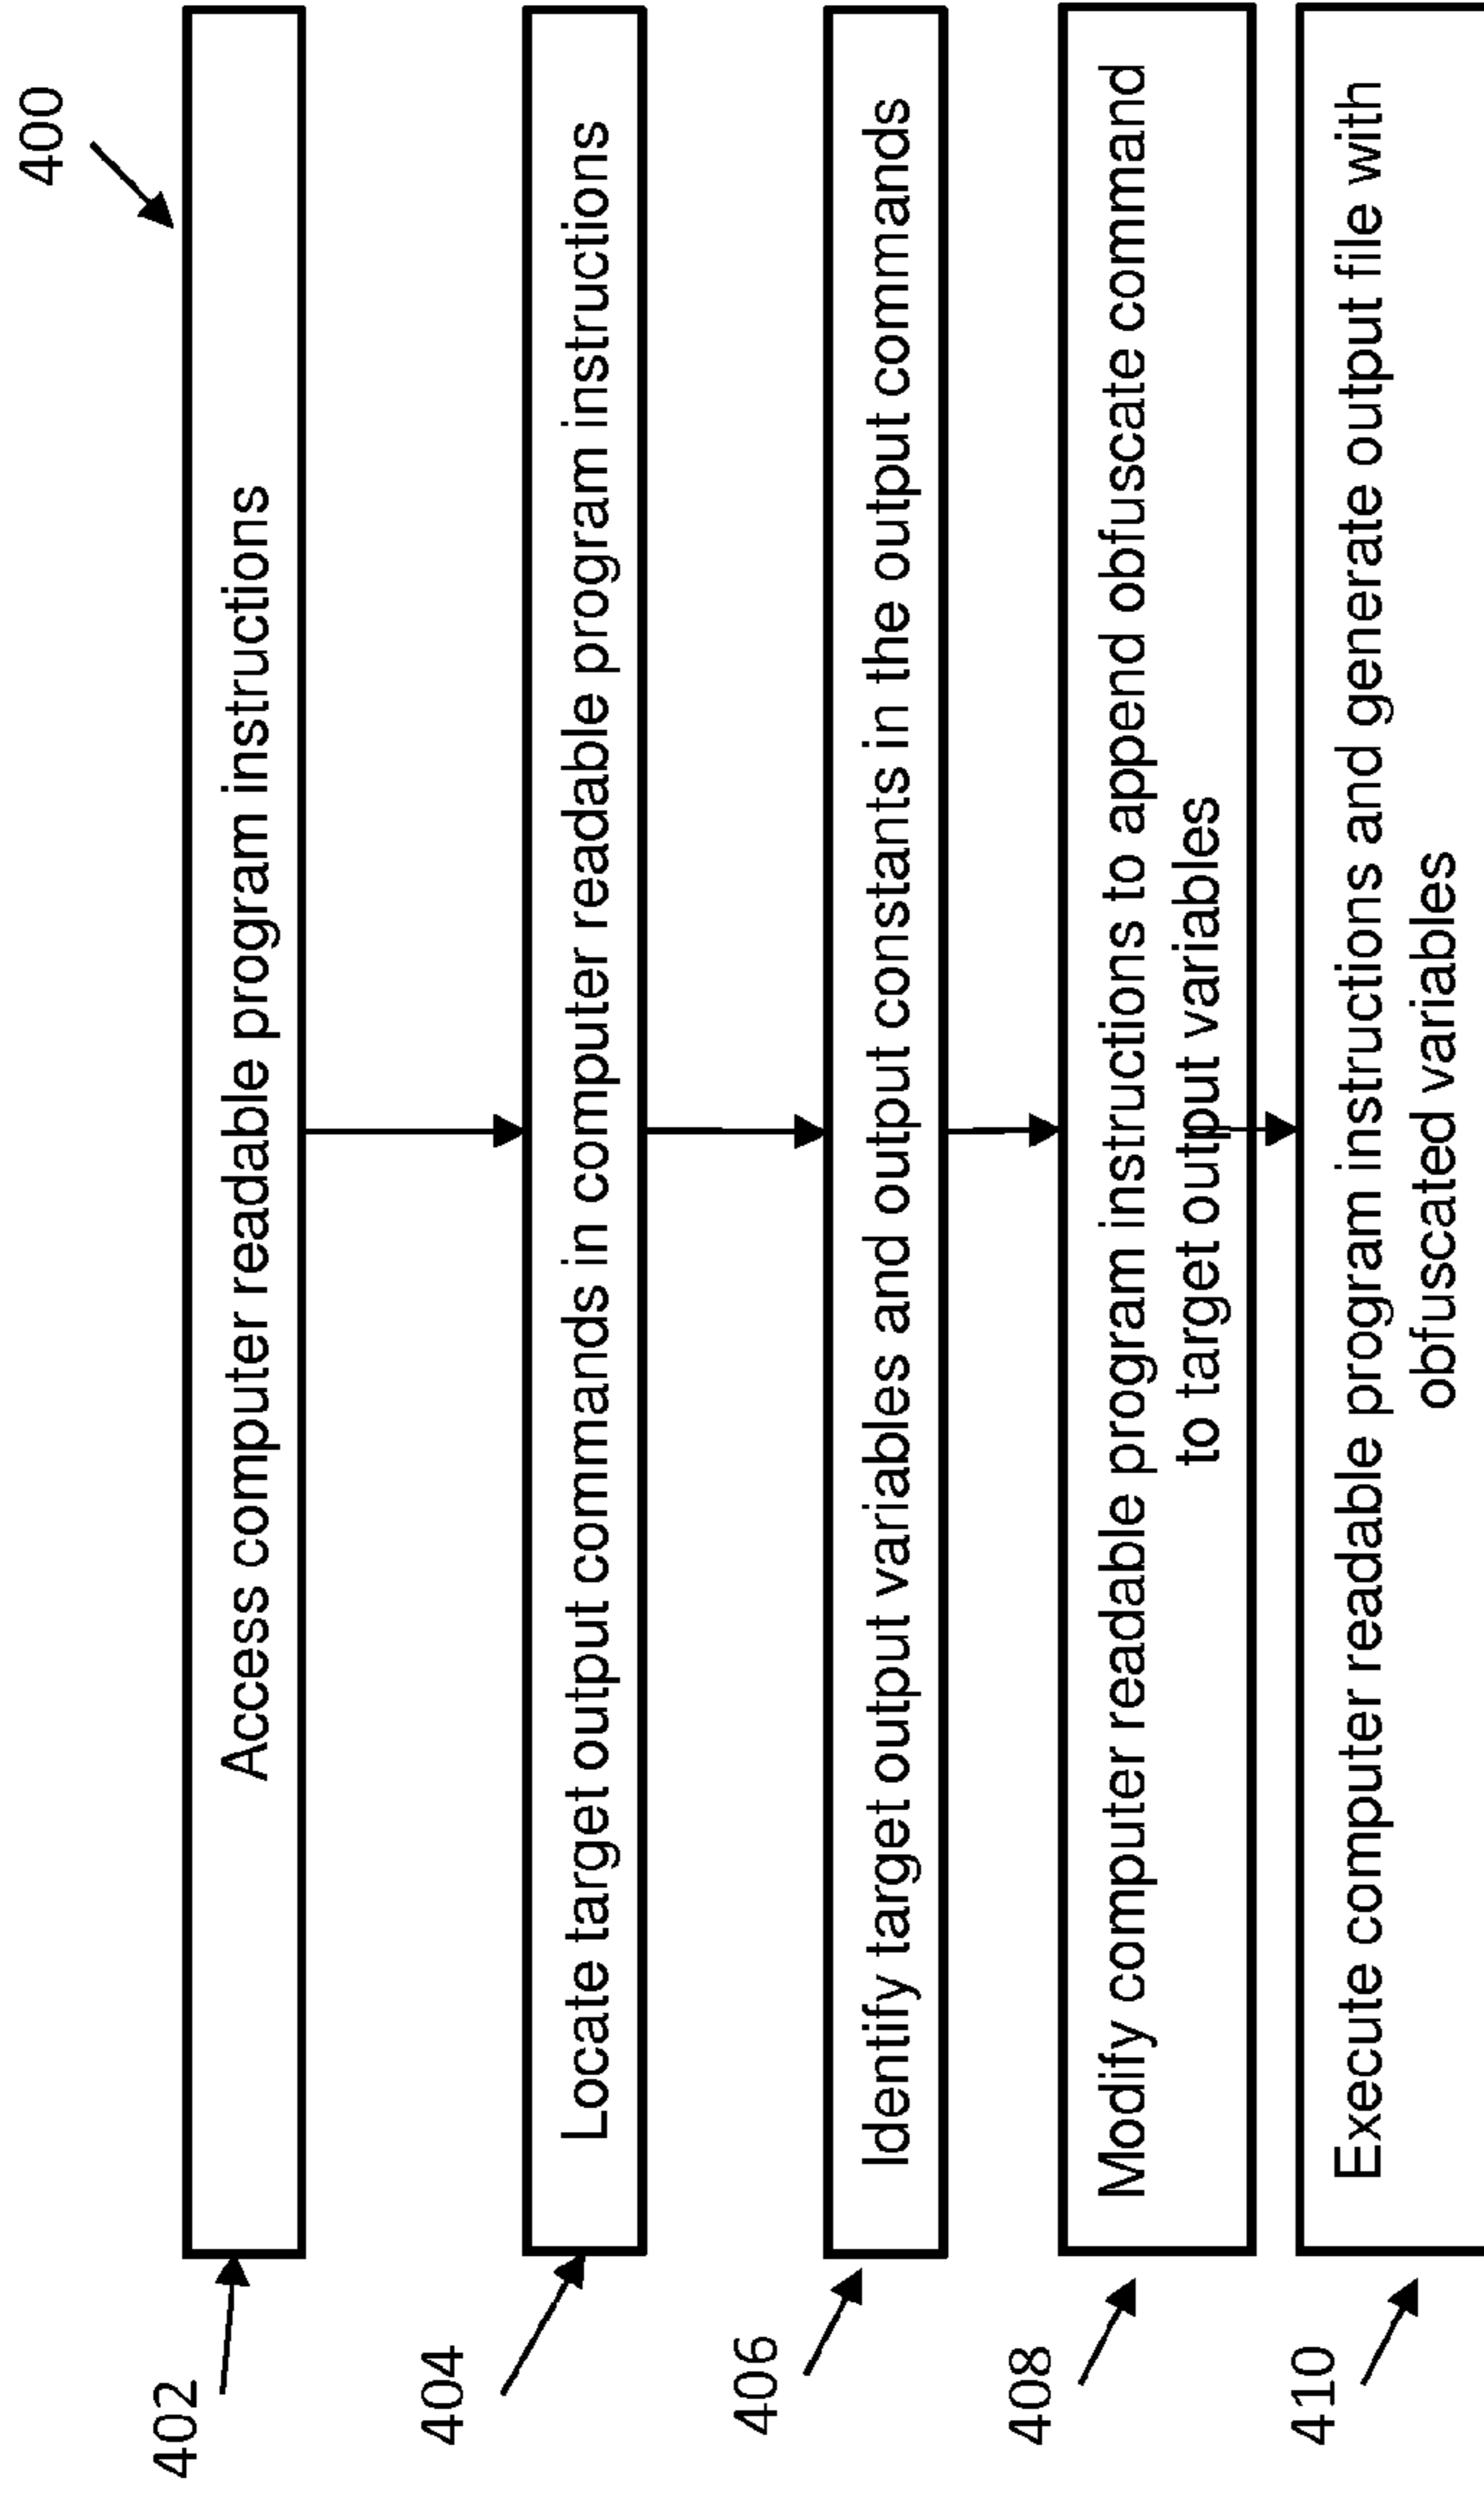 400
402
Access computer readable program instructions
404
Locate target output commands in computer readable program instructions
406
Identify target output variables and output constants in the output commands
408
Modify computer readable program instructions to append obfuscate command
to target output variables
410
Execute computer readable program instructions and generate output file with
obfuscated variables